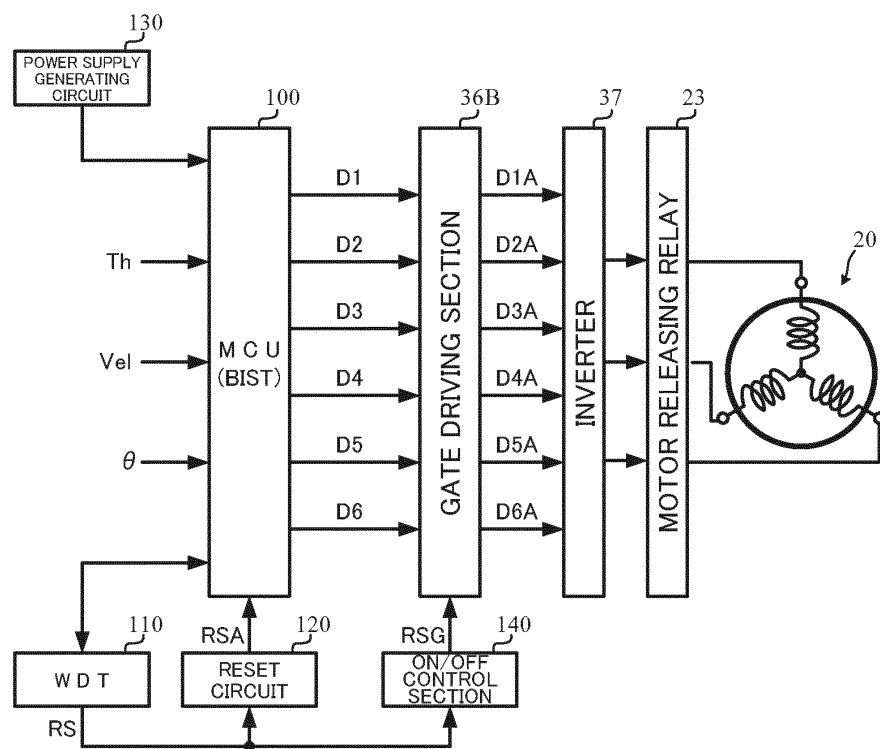 130
POWER SUPPLY
GENERATING
CIRCUIT
100
36B
37
23
D1
D1A
Th
D2
D2A
20
D3
D3A
Vel
MCU
(BIST)
GATE DRIVING SECTION
INVERTER
MOTOR RELEASING RELAY
D4
D4A
θ
D5
D5A
D6
D6A
110
RSA
120
RSG
140
WDT
RESET
CIRCUIT
ON/OFF
CONTROL
SECTION
RS